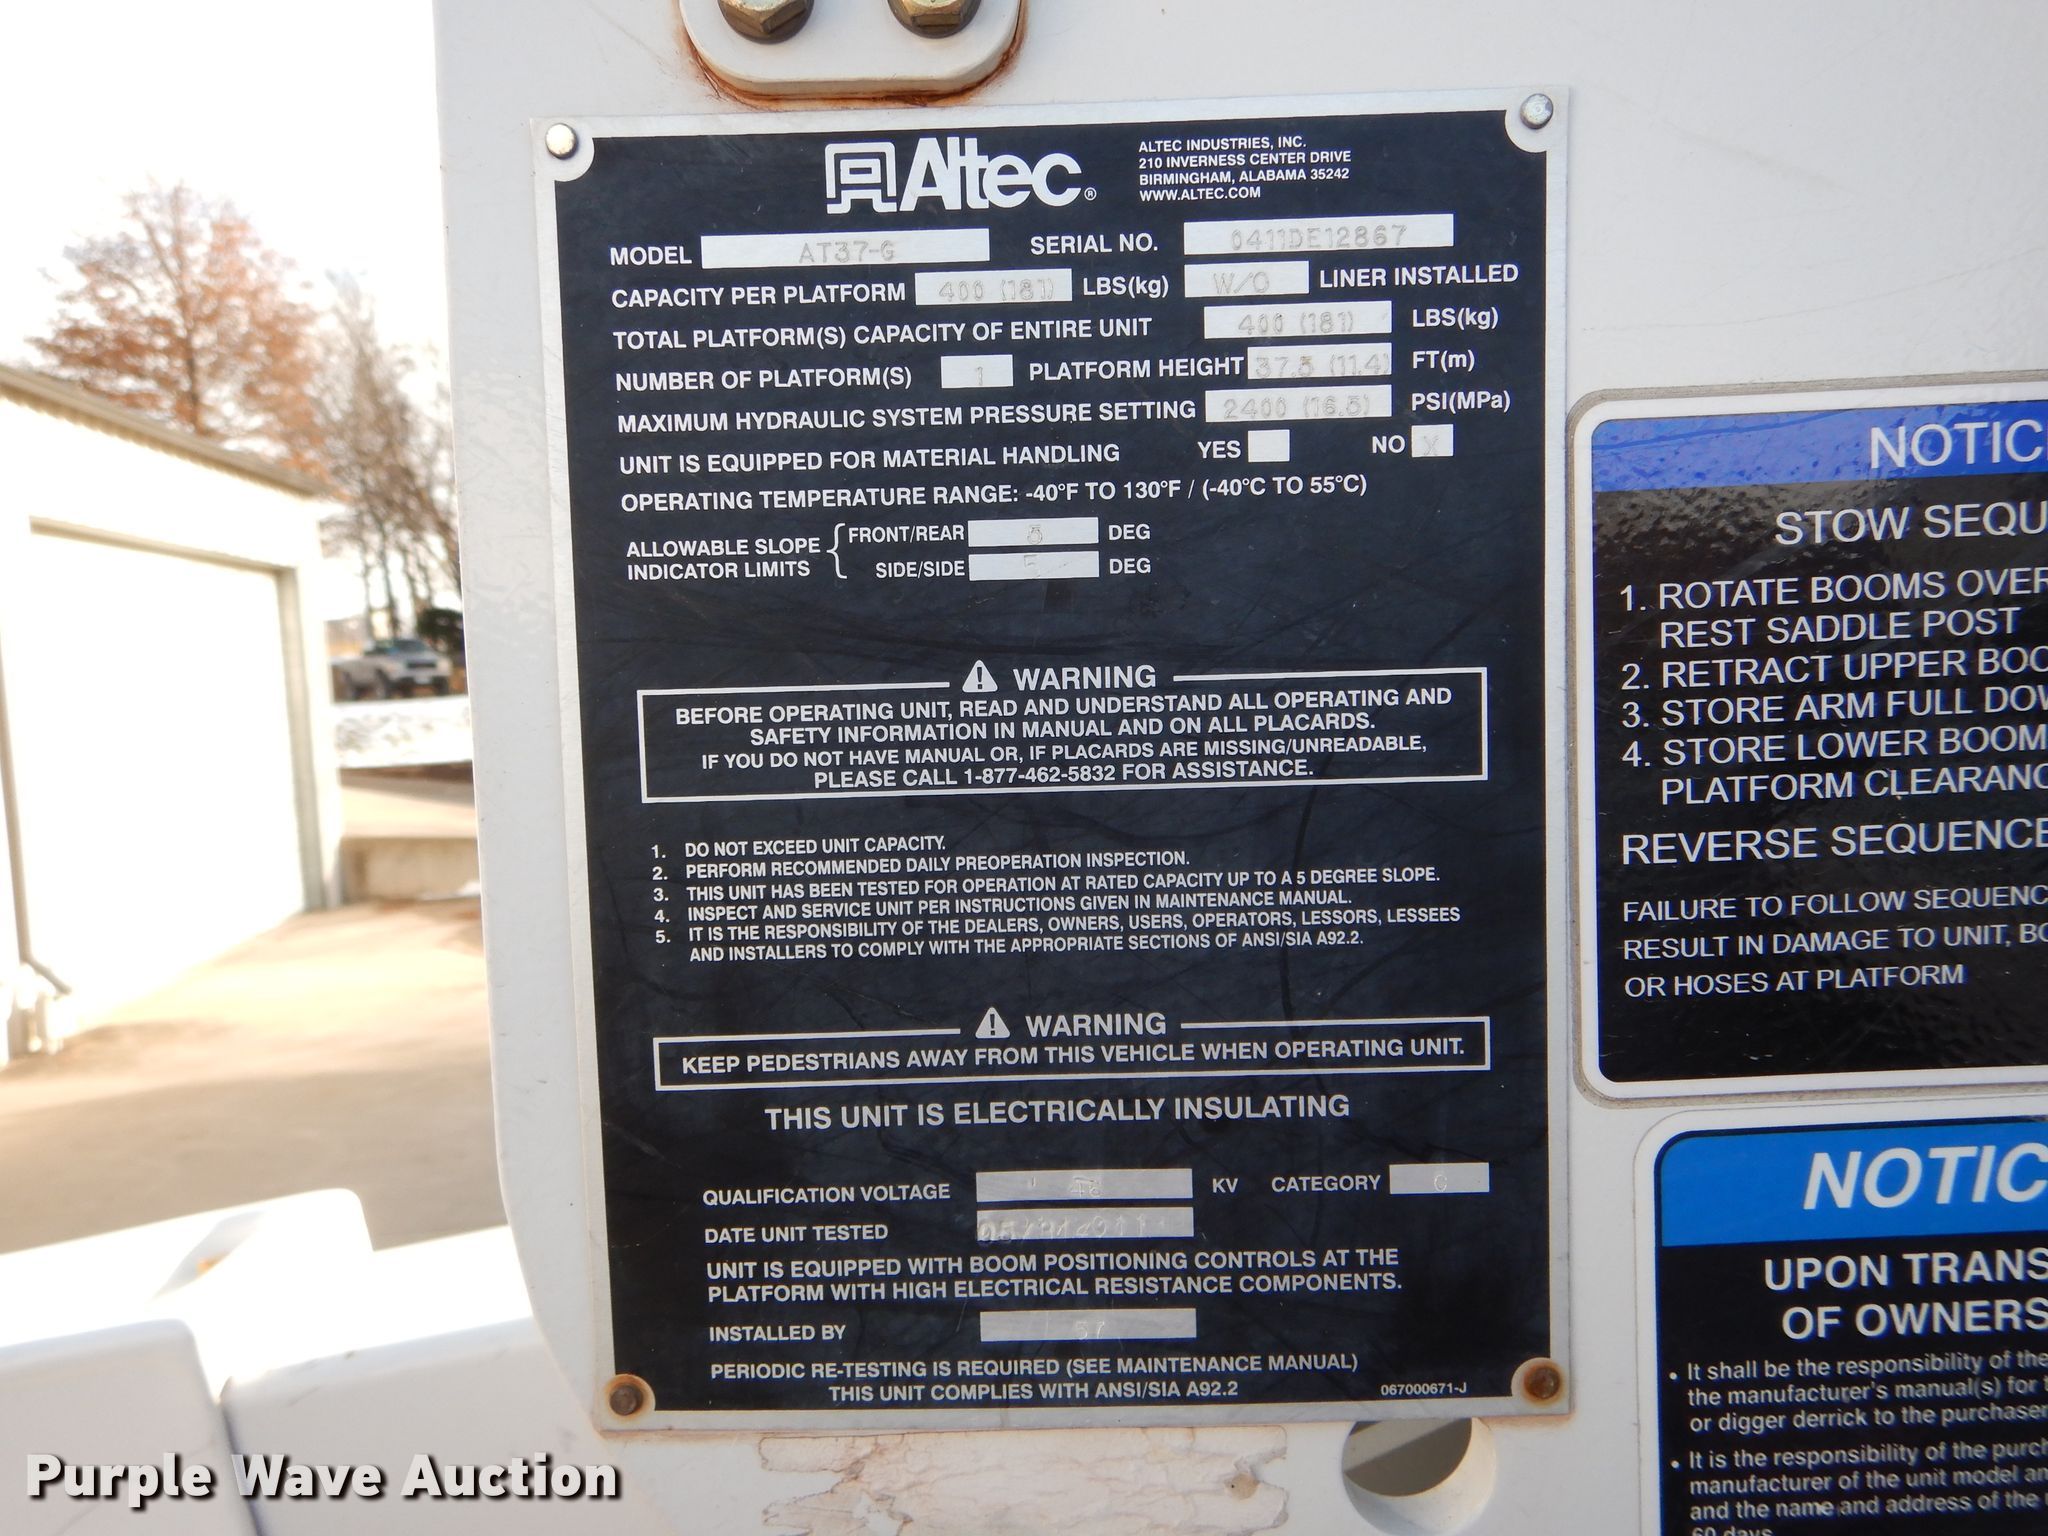 Altec®
ALTEC INDUSTRIES, INC.
210 INVERNESS CENTER DRIVE
BIRMINGHAM, ALABAMA 35242
WWW.ALTEC.COM
MODEL AT37-G SERIAL NO. 0411DE12867
CAPACITY PER PLATFORM 400 (181) LBS(kg) W/O LINER INSTALLED
TOTAL PLATFORM(S) CAPACITY OF ENTIRE UNIT 400 (181) LBS(kg)
NUMBER OF PLATFORM(S) 1 PLATFORM HEIGHT 37.5 (11.4) FT(m)
MAXIMUM HYDRAULIC SYSTEM PRESSURE SETTING 2400 (16.5) PSI(MPa)
UNIT IS EQUIPPED FOR MATERIAL HANDLING YES NO X
OPERATING TEMPERATURE RANGE: -40°F TO 130°F / (-40°C TO 55°C)
ALLOWABLE SLOPE INDICATOR LIMITS
FRONT/REAR 5 DEG
SIDE/SIDE 5 DEG
WARNING
BEFORE OPERATING UNIT, READ AND UNDERSTAND ALL OPERATING AND
SAFETY INFORMATION IN MANUAL AND ON ALL PLACARDS.
IF YOU DO NOT HAVE MANUAL OR, IF PLACARDS ARE MISSING/UNREADABLE,
PLEASE CALL 1-877-462-5832 FOR ASSISTANCE.
1. DO NOT EXCEED UNIT CAPACITY.
2. PERFORM RECOMMENDED DAILY PREOPERATION INSPECTION.
3. THIS UNIT HAS BEEN TESTED FOR OPERATION AT RATED CAPACITY UP TO A 5 DEGREE SLOPE.
4. INSPECT AND SERVICE UNIT PER INSTRUCTIONS GIVEN IN MAINTENANCE MANUAL.
5. IT IS THE RESPONSIBILITY OF THE DEALERS, OWNERS, USERS, OPERATORS, LESSORS, LESSEES
AND INSTALLERS TO COMPLY WITH THE APPROPRIATE SECTIONS OF ANSI/SIA A92.2.
WARNING
KEEP PEDESTRIANS AWAY FROM THIS VEHICLE WHEN OPERATING UNIT.
THIS UNIT IS ELECTRICALLY INSULATING
QUALIFICATION VOLTAGE 46 KV CATEGORY C
DATE UNIT TESTED
UNIT IS EQUIPPED WITH BOOM POSITIONING CONTROLS AT THE
PLATFORM WITH HIGH ELECTRICAL RESISTANCE COMPONENTS.
INSTALLED BY 57
PERIODIC RE-TESTING IS REQUIRED (SEE MAINTENANCE MANUAL)
THIS UNIT COMPLIES WITH ANSI/SIA A92.2
067000671-J
NOTIC
STOW SEQU
1. ROTATE BOOMS OVER
REST SADDLE POST
2. RETRACT UPPER BOO
3. STORE ARM FULL DOW
4. STORE LOWER BOOM
PLATFORM CLEARANC
REVERSE SEQUENCE
FAILURE TO FOLLOW SEQUENC
RESULT IN DAMAGE TO UNIT, BO
OR HOSES AT PLATFORM
NOTIC
UPON TRANS
OF OWNERS
• It shall be the responsibility of the
the manufacturer's manual(s) for
or digger derrick to the purchaser
• It is the responsibility of the purch
manufacturer of the unit model an
and the name and address of the
60 days
Purple Wave Auction